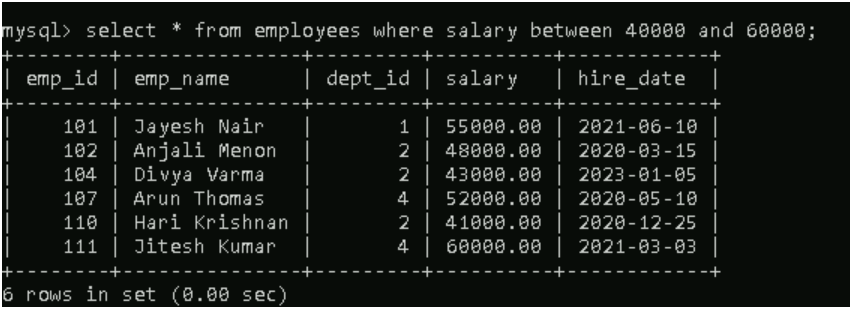 mysql> select * from employees where salary between 40000 and 60000;
+--------+----------------+---------+----------+------------+
| emp_id | emp_name       | dept_id | salary   | hire_date  |
+--------+----------------+---------+----------+------------+
|    101 | Jayesh Nair    |       1 | 55000.00 | 2021-06-10 |
|    102 | Anjali Menon   |       2 | 48000.00 | 2020-03-15 |
|    104 | Divya Varma    |       2 | 43000.00 | 2023-01-05 |
|    107 | Arun Thomas    |       4 | 52000.00 | 2020-05-10 |
|    110 | Hari Krishnan  |       2 | 41000.00 | 2020-12-25 |
|    111 | Jitesh Kumar   |       4 | 60000.00 | 2021-03-03 |
+--------+----------------+---------+----------+------------+
6 rows in set (0.00 sec)